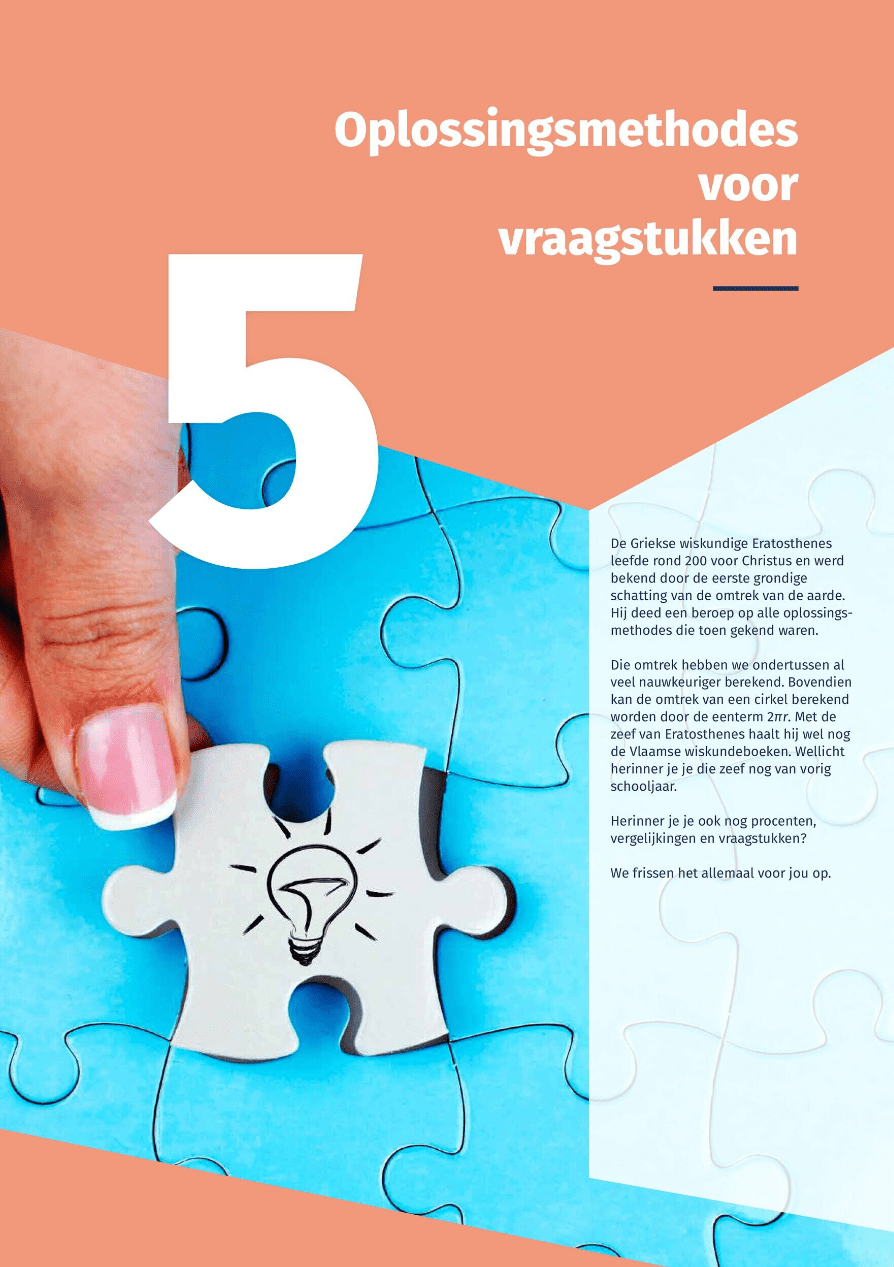 Oplossingsmethodes
voor
vraagstukken
5
De Griekse wiskundige Eratosthenes
leefde rond 200 voor Christus en werd
bekend door de eerste grondige
schatting van de omtrek van de aarde.
Hij deed een beroep op alle oplossings-
methodes die toen gekend waren.
Die omtrek hebben we ondertussen al
veel nauwkeuriger berekend. Bovendien
kan de omtrek van een cirkel berekend
worden door de eenterm 2πr. Met de
zeef van Eratosthenes haalt hij wel nog
de Vlaamse wiskundeboeken. Wellicht
herinner je je die zeef nog van vorig
schooljaar.
Herinner je je ook nog procenten,
vergelijkingen en vraagstukken?
We frissen het allemaal voor jou op.